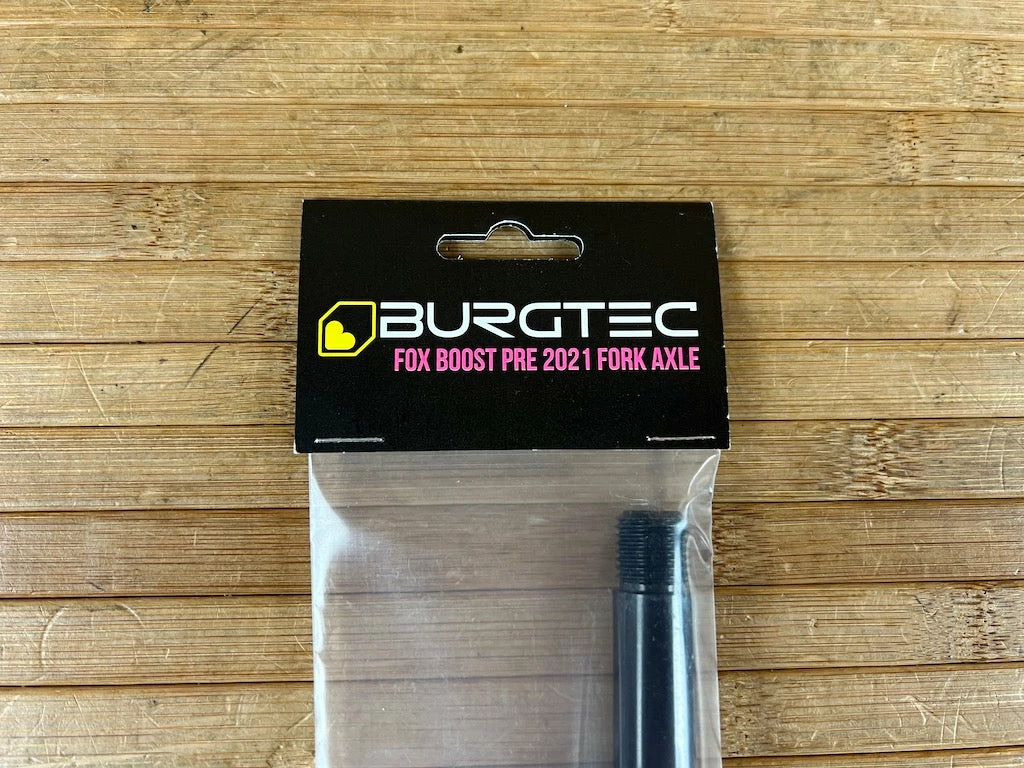 BURGTEC
FOX BOOST PRE 2021 FORK AXLE